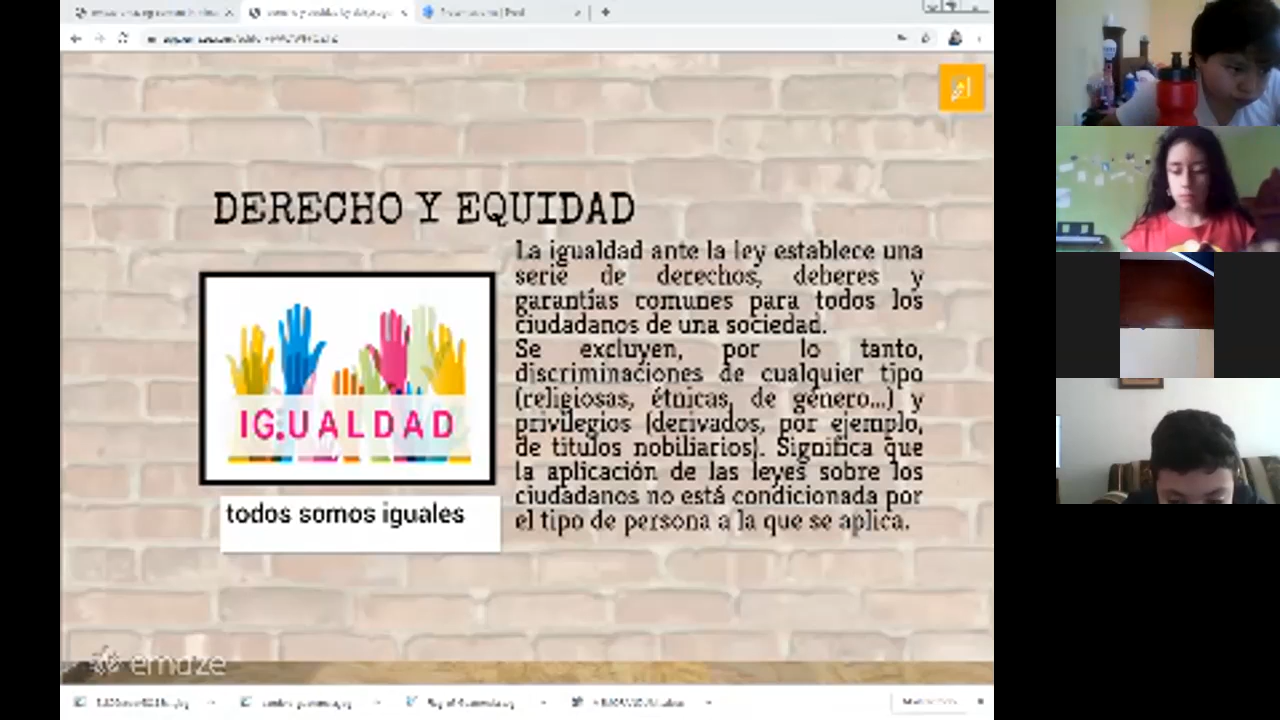 DERECHO Y EQUIDAD
La igualdad ante la ley establece una
serie de derechos, deberes y
garantías comunes para todos los
ciudadanos de una sociedad.
Se excluyen, por lo tanto,
discriminaciones de cualquier tipo
(religiosas, étnicas, de género...) y
privilegios (derivados, por ejemplo,
de títulos nobiliarios). Significa que
la aplicación de las leyes sobre los
ciudadanos no está condicionada por
el tipo de persona a la que se aplica.
IGUALDAD
todos somos iguales
emaze